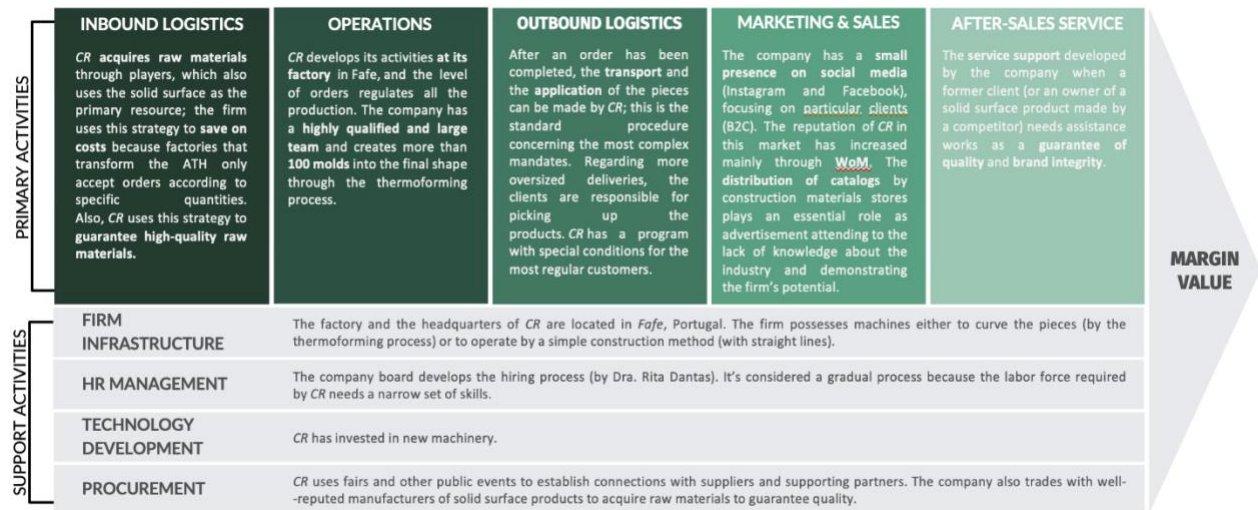 PRIMARY ACTIVITIES
INBOUND LOGISTICS
CR acquires raw materials
through players, which also
uses the solid surface as the
primary resource; the firm
uses this strategy to save on
costs because factories that
transform the ATH only
accept orders according to
specific quantities.
Also, CR uses this strategy to
guarantee high-quality raw
materials.
OPERATIONS
CR develops its activities at its
factory in Fafe, and the level
of orders regulates all the
production. The company has
a highly qualified and large
team and creates more than
100 molds into the final shape
through the thermoforming
process.
OUTBOUND LOGISTICS
After an order has been
completed, the transport and
the application of the pieces
can be made by CR; this is the
standard procedure
concerning the most complex
mandates. Regarding more
oversized deliveries, the
clients are responsible for
picking up the
products. CR has a program
with special conditions for the
most regular customers.
MARKETING & SALES
The company has a small
presence on social media
(Instagram and Facebook),
focusing on particular clients
(B2C). The reputation of CR in
this market has increased
mainly through WoM. The
distribution of catalogs by
construction materials stores
plays an essential role as
advertisement attending to the
lack of knowledge about the
industry and demonstrating
the firm's potential.
AFTER-SALES SERVICE
The service support developed
by the company when a
former client (or an owner of a
solid surface product made by
a competitor) needs assistance
works as a guarantee of
quality and brand integrity.
MARGIN
VALUE
SUPPORT ACTIVITIES
FIRM
INFRASTRUCTURE
The factory and the headquarters of CR are located in Fafe, Portugal. The firm possesses machines either to curve the pieces (by the
thermoforming process) or to operate by a simple construction method (with straight lines).
HR MANAGEMENT
The company board develops the hiring process (by Dra. Rita Dantas). It's considered a gradual process because the labor force required
by CR needs a narrow set of skills.
TECHNOLOGY
DEVELOPMENT
CR has invested in new machinery.
PROCUREMENT
CR uses fairs and other public events to establish connections with suppliers and supporting partners. The company also trades with well-
-reputed manufacturers of solid surface products to acquire raw materials to guarantee quality.